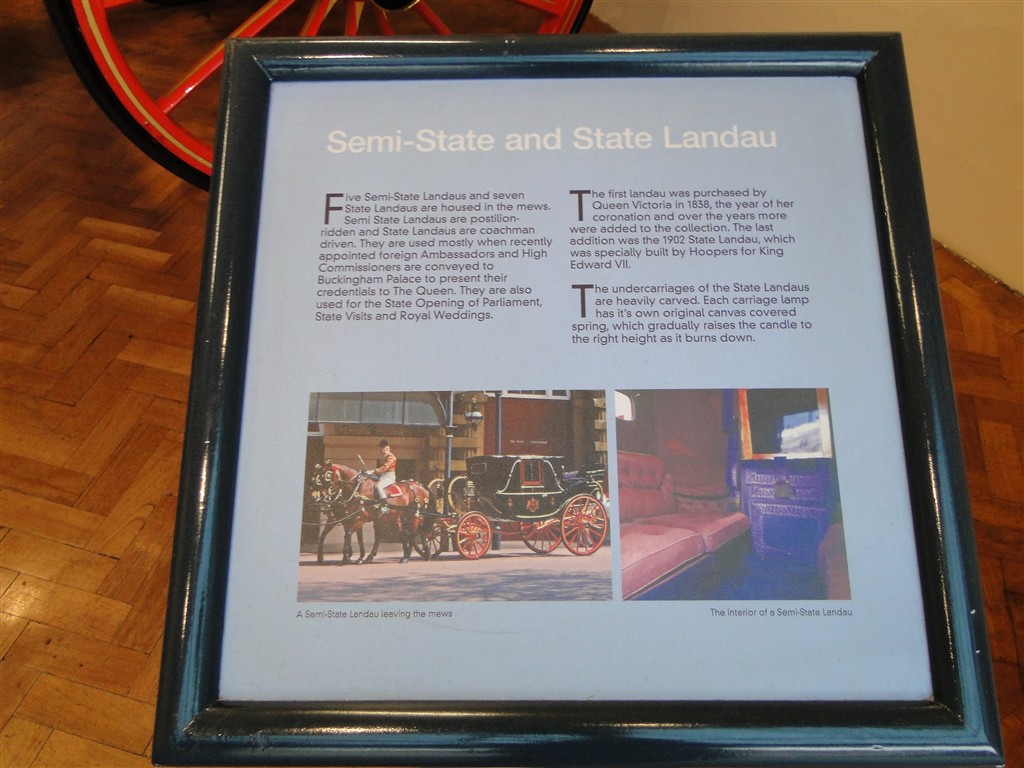 Semi-State and State Landau
Five Semi-State Landaus and seven
State Landaus are housed in the mews.
Semi State Landaus are postilion-
ridden and State Landaus are coachman
driven. They are used mostly when recently
appointed foreign Ambassadors and High
Commissioners are conveyed to
Buckingham Palace to present their
credentials to The Queen. They are also
used for the State Opening of Parliament,
State Visits and Royal Weddings.
The first landau was purchased by
Queen Victoria in 1838, the year of her
coronation and over the years more
were added to the collection. The last
addition was the 1902 State Landau, which
was specially built by Hoopers for King
Edward VII.
The undercarriages of the State Landaus
are heavily carved. Each carriage lamp
has it's own original canvas covered
spring, which gradually raises the candle to
the right height as it burns down.
A Semi-State Landau leaving the mews
The interior of a Semi-State Landau